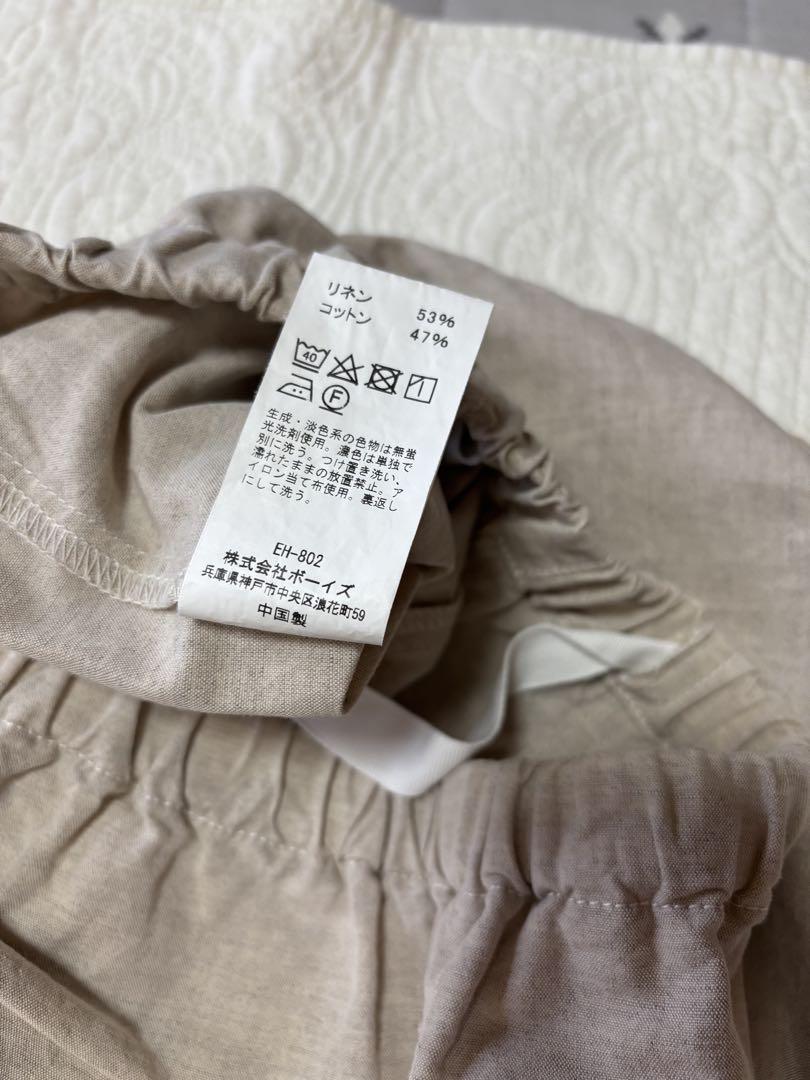 リネン 53%
コットン 47%
40
F
生成・淡色系の色物は無蛍
光洗剤使用。濃色は単独で
別に洗う。つけ置き洗い、
濡れたままの放置禁止。ア
イロン当て布使用。裏返し
にして洗う。
EH-802
株式会社ボーイズ
兵庫県神戸市中央区浪花町59
中国製